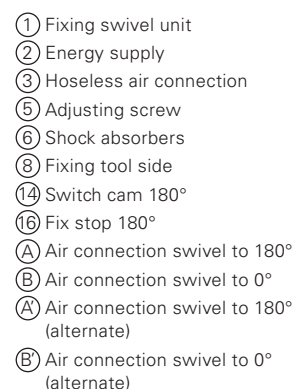 ① Fixing swivel unit
② Energy supply
③ Hoseless air connection
⑤ Adjusting screw
⑥ Shock absorbers
⑧ Fixing tool side
⑭ Switch cam 180°
⑯ Fix stop 180°
Ⓐ Air connection swivel to 180°
Ⓑ Air connection swivel to 0°
Ⓐ’ Air connection swivel to 180°
(alternate)
Ⓑ’ Air connection swivel to 0°
(alternate)